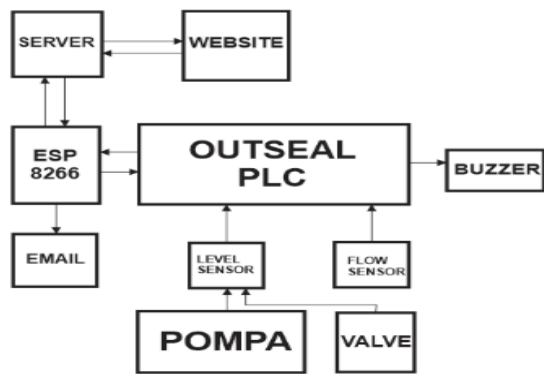 SERVER
WEBSITE
ESP
8266
OUTSEAL
PLC
BUZZER
EMAIL
LEVEL
SENSOR
FLOW
SENSOR
POMPA
VALVE